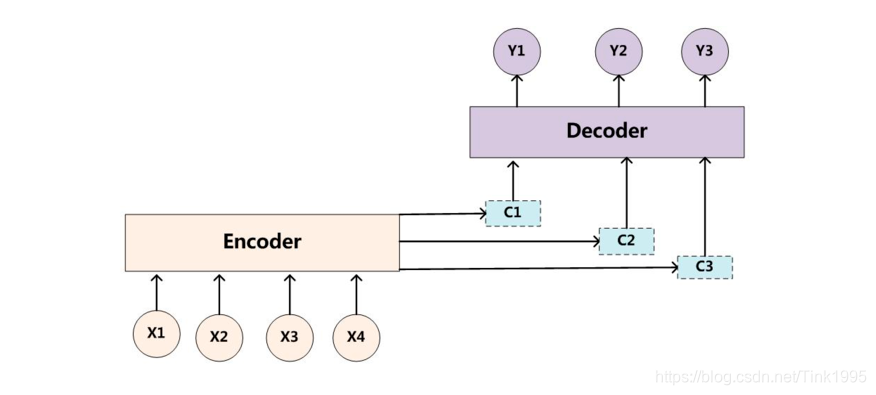 Y1 Y2 Y3
Decoder
C1
Encoder
C2
C3
X1 X2 X3 X4
https://blog.csdn.net/Tink1995